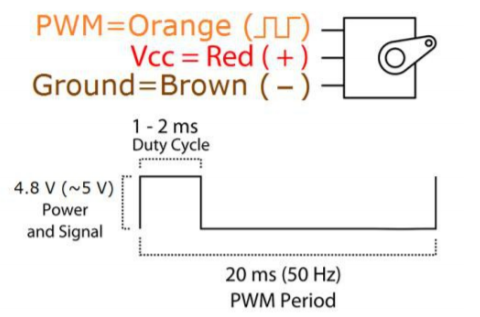 PWM=Orange (⎍⎍)
Vcc = Red ( + )
Ground=Brown ( − )
1 - 2 ms
Duty Cycle
4.8 V (~5 V)
Power
and Signal
20 ms (50 Hz)
PWM Period